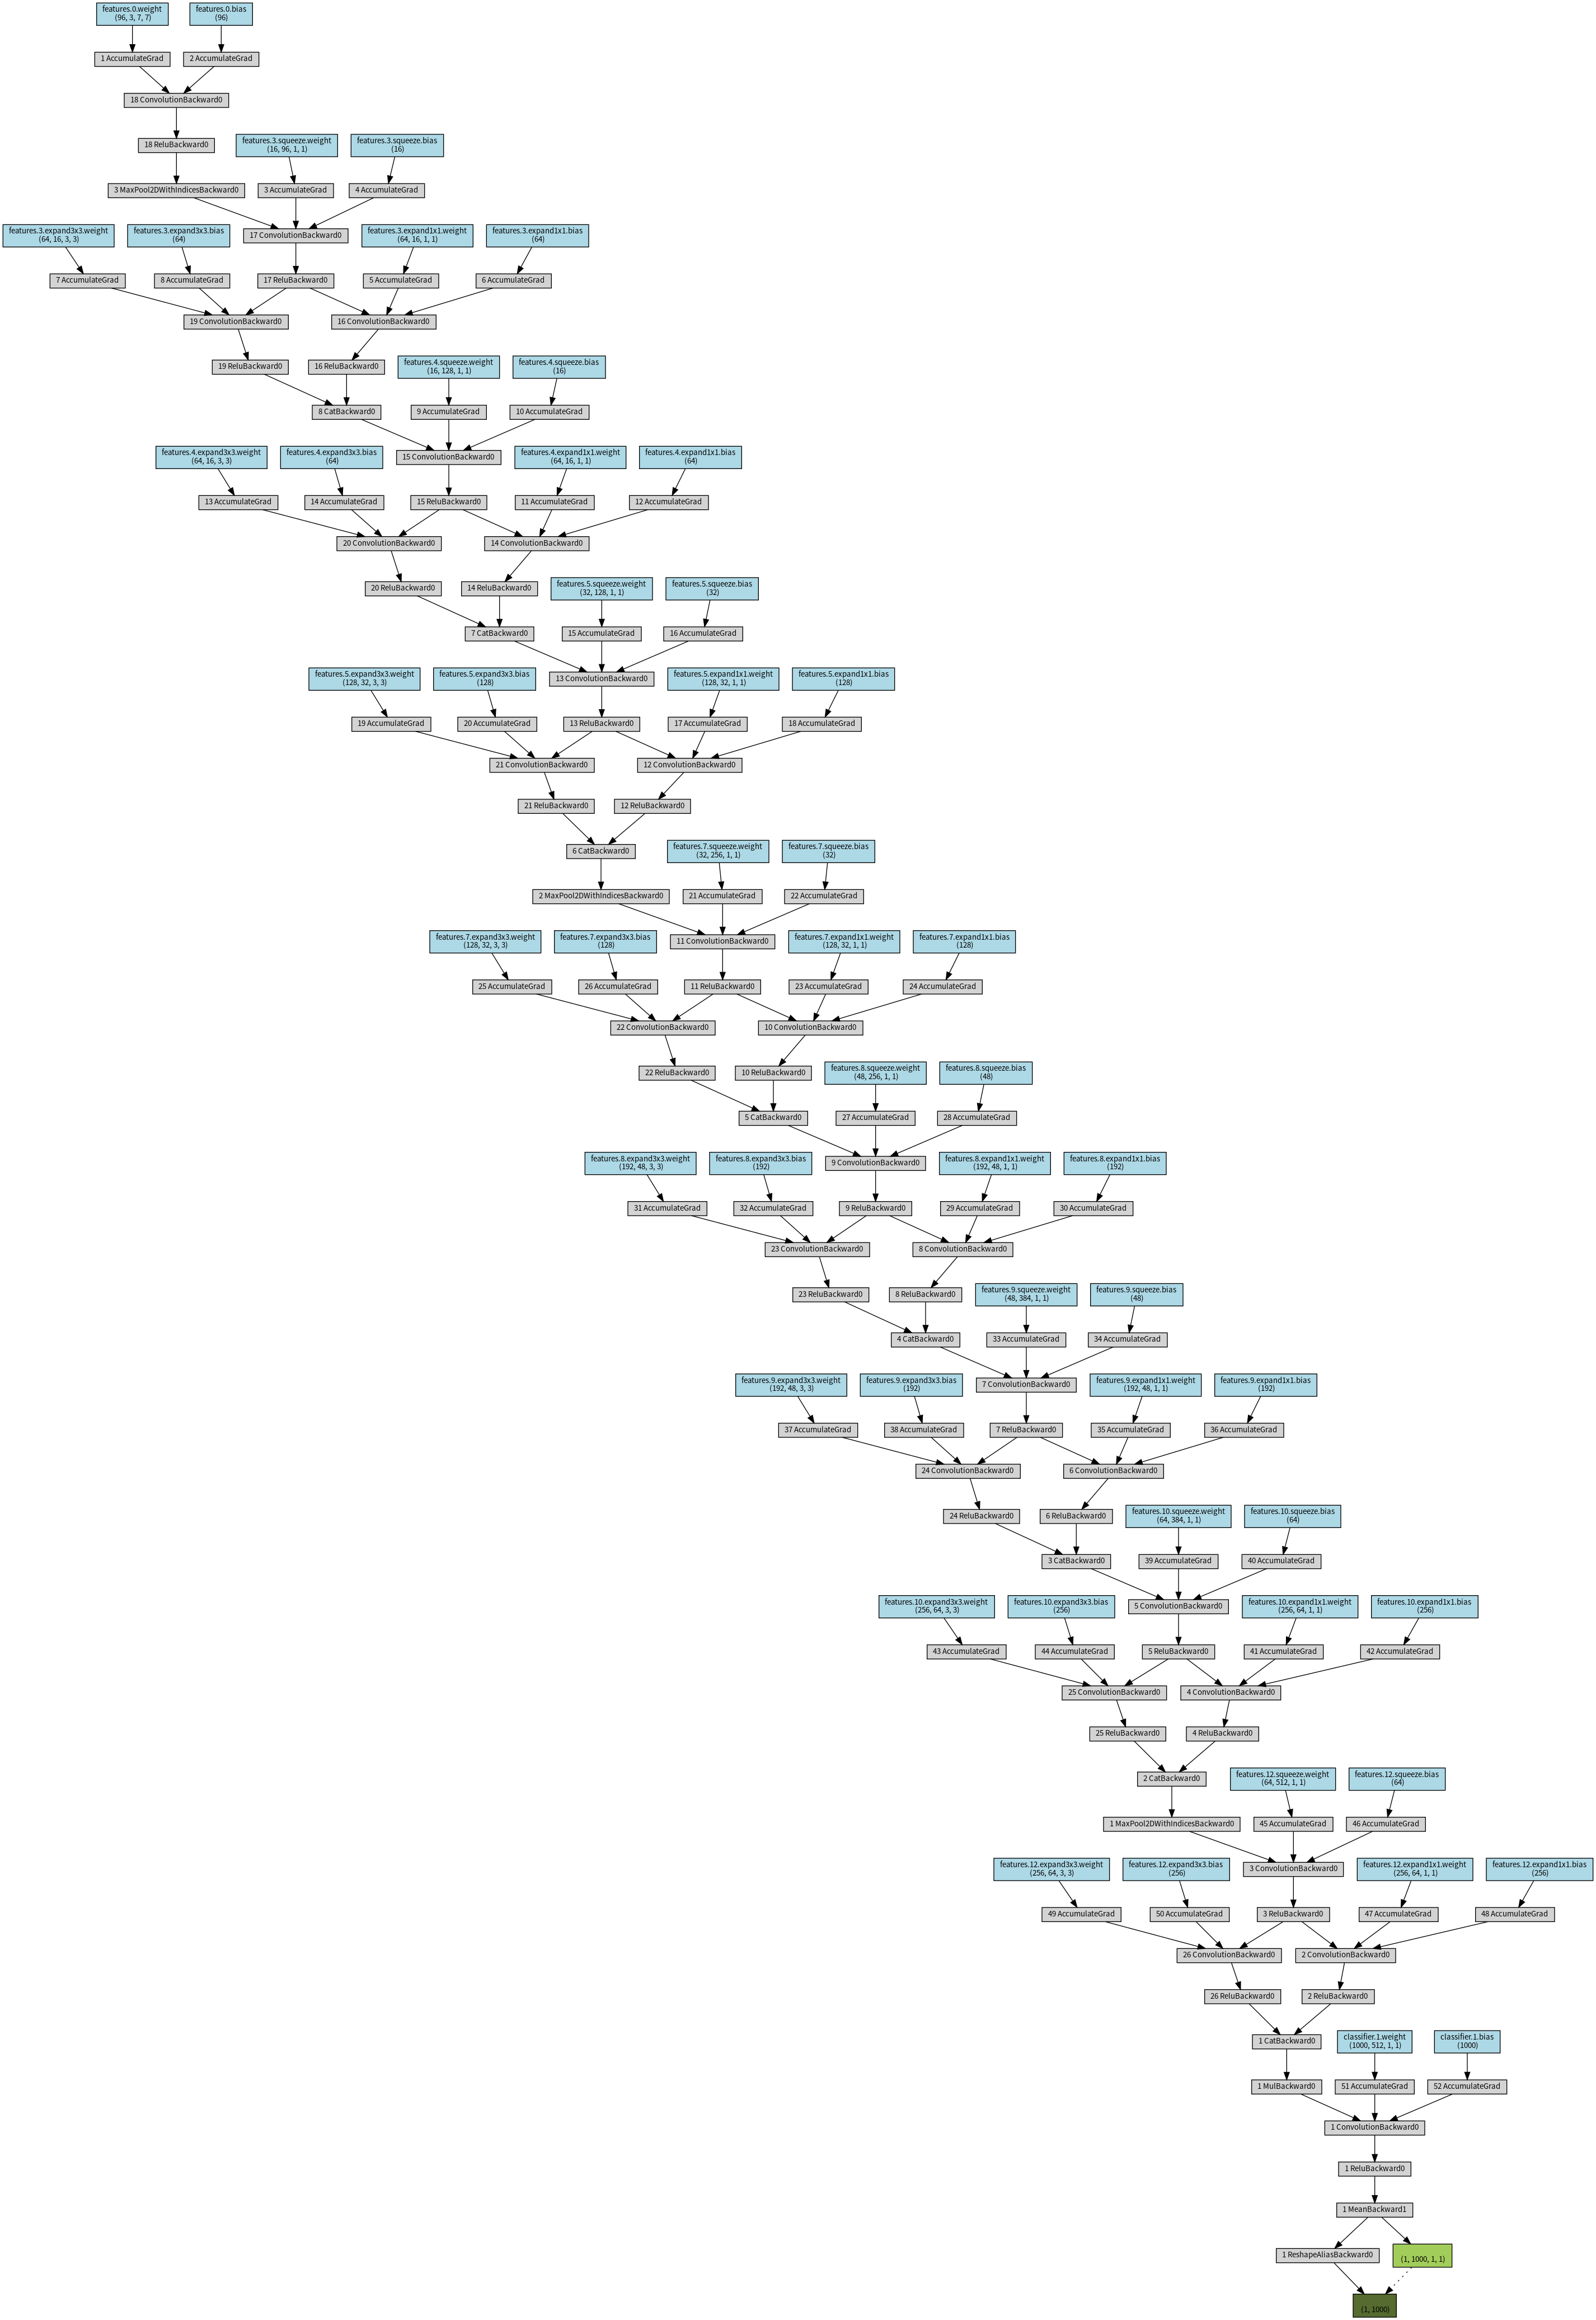 features.0.weight
(96, 3, 7, 7)
features.0.bias
(96)
1 AccumulateGrad
2 AccumulateGrad
18 ConvolutionBackward0
18 ReluBackward0
features.3.squeeze.weight
(16, 96, 1, 1)
features.3.squeeze.bias
(16)
3 MaxPool2DWithIndicesBackward0
3 AccumulateGrad
4 AccumulateGrad
features.3.expand3x3.weight
(64, 16, 3, 3)
features.3.expand3x3.bias
(64)
17 ConvolutionBackward0
features.3.expand1x1.weight
(64, 16, 1, 1)
features.3.expand1x1.bias
(64)
7 AccumulateGrad
8 AccumulateGrad
17 ReluBackward0
5 AccumulateGrad
6 AccumulateGrad
19 ConvolutionBackward0
16 ConvolutionBackward0
19 ReluBackward0
16 ReluBackward0
features.4.squeeze.weight
(16, 128, 1, 1)
features.4.squeeze.bias
(16)
8 CatBackward0
9 AccumulateGrad
10 AccumulateGrad
features.4.expand3x3.weight
(64, 16, 3, 3)
features.4.expand3x3.bias
(64)
15 ConvolutionBackward0
features.4.expand1x1.weight
(64, 16, 1, 1)
features.4.expand1x1.bias
(64)
13 AccumulateGrad
14 AccumulateGrad
15 ReluBackward0
11 AccumulateGrad
12 AccumulateGrad
20 ConvolutionBackward0
14 ConvolutionBackward0
20 ReluBackward0
14 ReluBackward0
features.5.squeeze.weight
(32, 128, 1, 1)
features.5.squeeze.bias
(32)
7 CatBackward0
15 AccumulateGrad
16 AccumulateGrad
features.5.expand3x3.weight
(128, 32, 3, 3)
features.5.expand3x3.bias
(128)
13 ConvolutionBackward0
features.5.expand1x1.weight
(128, 32, 1, 1)
features.5.expand1x1.bias
(128)
19 AccumulateGrad
20 AccumulateGrad
13 ReluBackward0
17 AccumulateGrad
18 AccumulateGrad
21 ConvolutionBackward0
12 ConvolutionBackward0
21 ReluBackward0
12 ReluBackward0
6 CatBackward0
features.7.squeeze.weight
(32, 256, 1, 1)
features.7.squeeze.bias
(32)
2 MaxPool2DWithIndicesBackward0
21 AccumulateGrad
22 AccumulateGrad
features.7.expand3x3.weight
(128, 32, 3, 3)
features.7.expand3x3.bias
(128)
11 ConvolutionBackward0
features.7.expand1x1.weight
(128, 32, 1, 1)
features.7.expand1x1.bias
(128)
25 AccumulateGrad
26 AccumulateGrad
11 ReluBackward0
23 AccumulateGrad
24 AccumulateGrad
22 ConvolutionBackward0
10 ConvolutionBackward0
22 ReluBackward0
10 ReluBackward0
features.8.squeeze.weight
(48, 256, 1, 1)
features.8.squeeze.bias
(48)
5 CatBackward0
27 AccumulateGrad
28 AccumulateGrad
features.8.expand3x3.weight
(192, 48, 3, 3)
features.8.expand3x3.bias
(192)
9 ConvolutionBackward0
features.8.expand1x1.weight
(192, 48, 1, 1)
features.8.expand1x1.bias
(192)
31 AccumulateGrad
32 AccumulateGrad
9 ReluBackward0
29 AccumulateGrad
30 AccumulateGrad
23 ConvolutionBackward0
8 ConvolutionBackward0
23 ReluBackward0
8 ReluBackward0
features.9.squeeze.weight
(48, 384, 1, 1)
features.9.squeeze.bias
(48)
4 CatBackward0
33 AccumulateGrad
34 AccumulateGrad
features.9.expand3x3.weight
(192, 48, 3, 3)
features.9.expand3x3.bias
(192)
7 ConvolutionBackward0
features.9.expand1x1.weight
(192, 48, 1, 1)
features.9.expand1x1.bias
(192)
37 AccumulateGrad
38 AccumulateGrad
7 ReluBackward0
35 AccumulateGrad
36 AccumulateGrad
24 ConvolutionBackward0
6 ConvolutionBackward0
24 ReluBackward0
6 ReluBackward0
features.10.squeeze.weight
(64, 384, 1, 1)
features.10.squeeze.bias
(64)
3 CatBackward0
39 AccumulateGrad
40 AccumulateGrad
features.10.expand3x3.weight
(256, 64, 3, 3)
features.10.expand3x3.bias
(256)
5 ConvolutionBackward0
features.10.expand1x1.weight
(256, 64, 1, 1)
features.10.expand1x1.bias
(256)
43 AccumulateGrad
44 AccumulateGrad
5 ReluBackward0
41 AccumulateGrad
42 AccumulateGrad
25 ConvolutionBackward0
4 ConvolutionBackward0
25 ReluBackward0
4 ReluBackward0
2 CatBackward0
features.12.squeeze.weight
(64, 512, 1, 1)
features.12.squeeze.bias
(64)
1 MaxPool2DWithIndicesBackward0
45 AccumulateGrad
46 AccumulateGrad
features.12.expand3x3.weight
(256, 64, 3, 3)
features.12.expand3x3.bias
(256)
3 ConvolutionBackward0
features.12.expand1x1.weight
(256, 64, 1, 1)
features.12.expand1x1.bias
(256)
49 AccumulateGrad
50 AccumulateGrad
3 ReluBackward0
47 AccumulateGrad
48 AccumulateGrad
26 ConvolutionBackward0
2 ConvolutionBackward0
26 ReluBackward0
2 ReluBackward0
1 CatBackward0
classifier.1.weight
(1000, 512, 1, 1)
classifier.1.bias
(1000)
1 MulBackward0
51 AccumulateGrad
52 AccumulateGrad
1 ConvolutionBackward0
1 ReluBackward0
1 MeanBackward1
1 ReshapeAliasBackward0
(1, 1000, 1, 1)
(1, 1000)